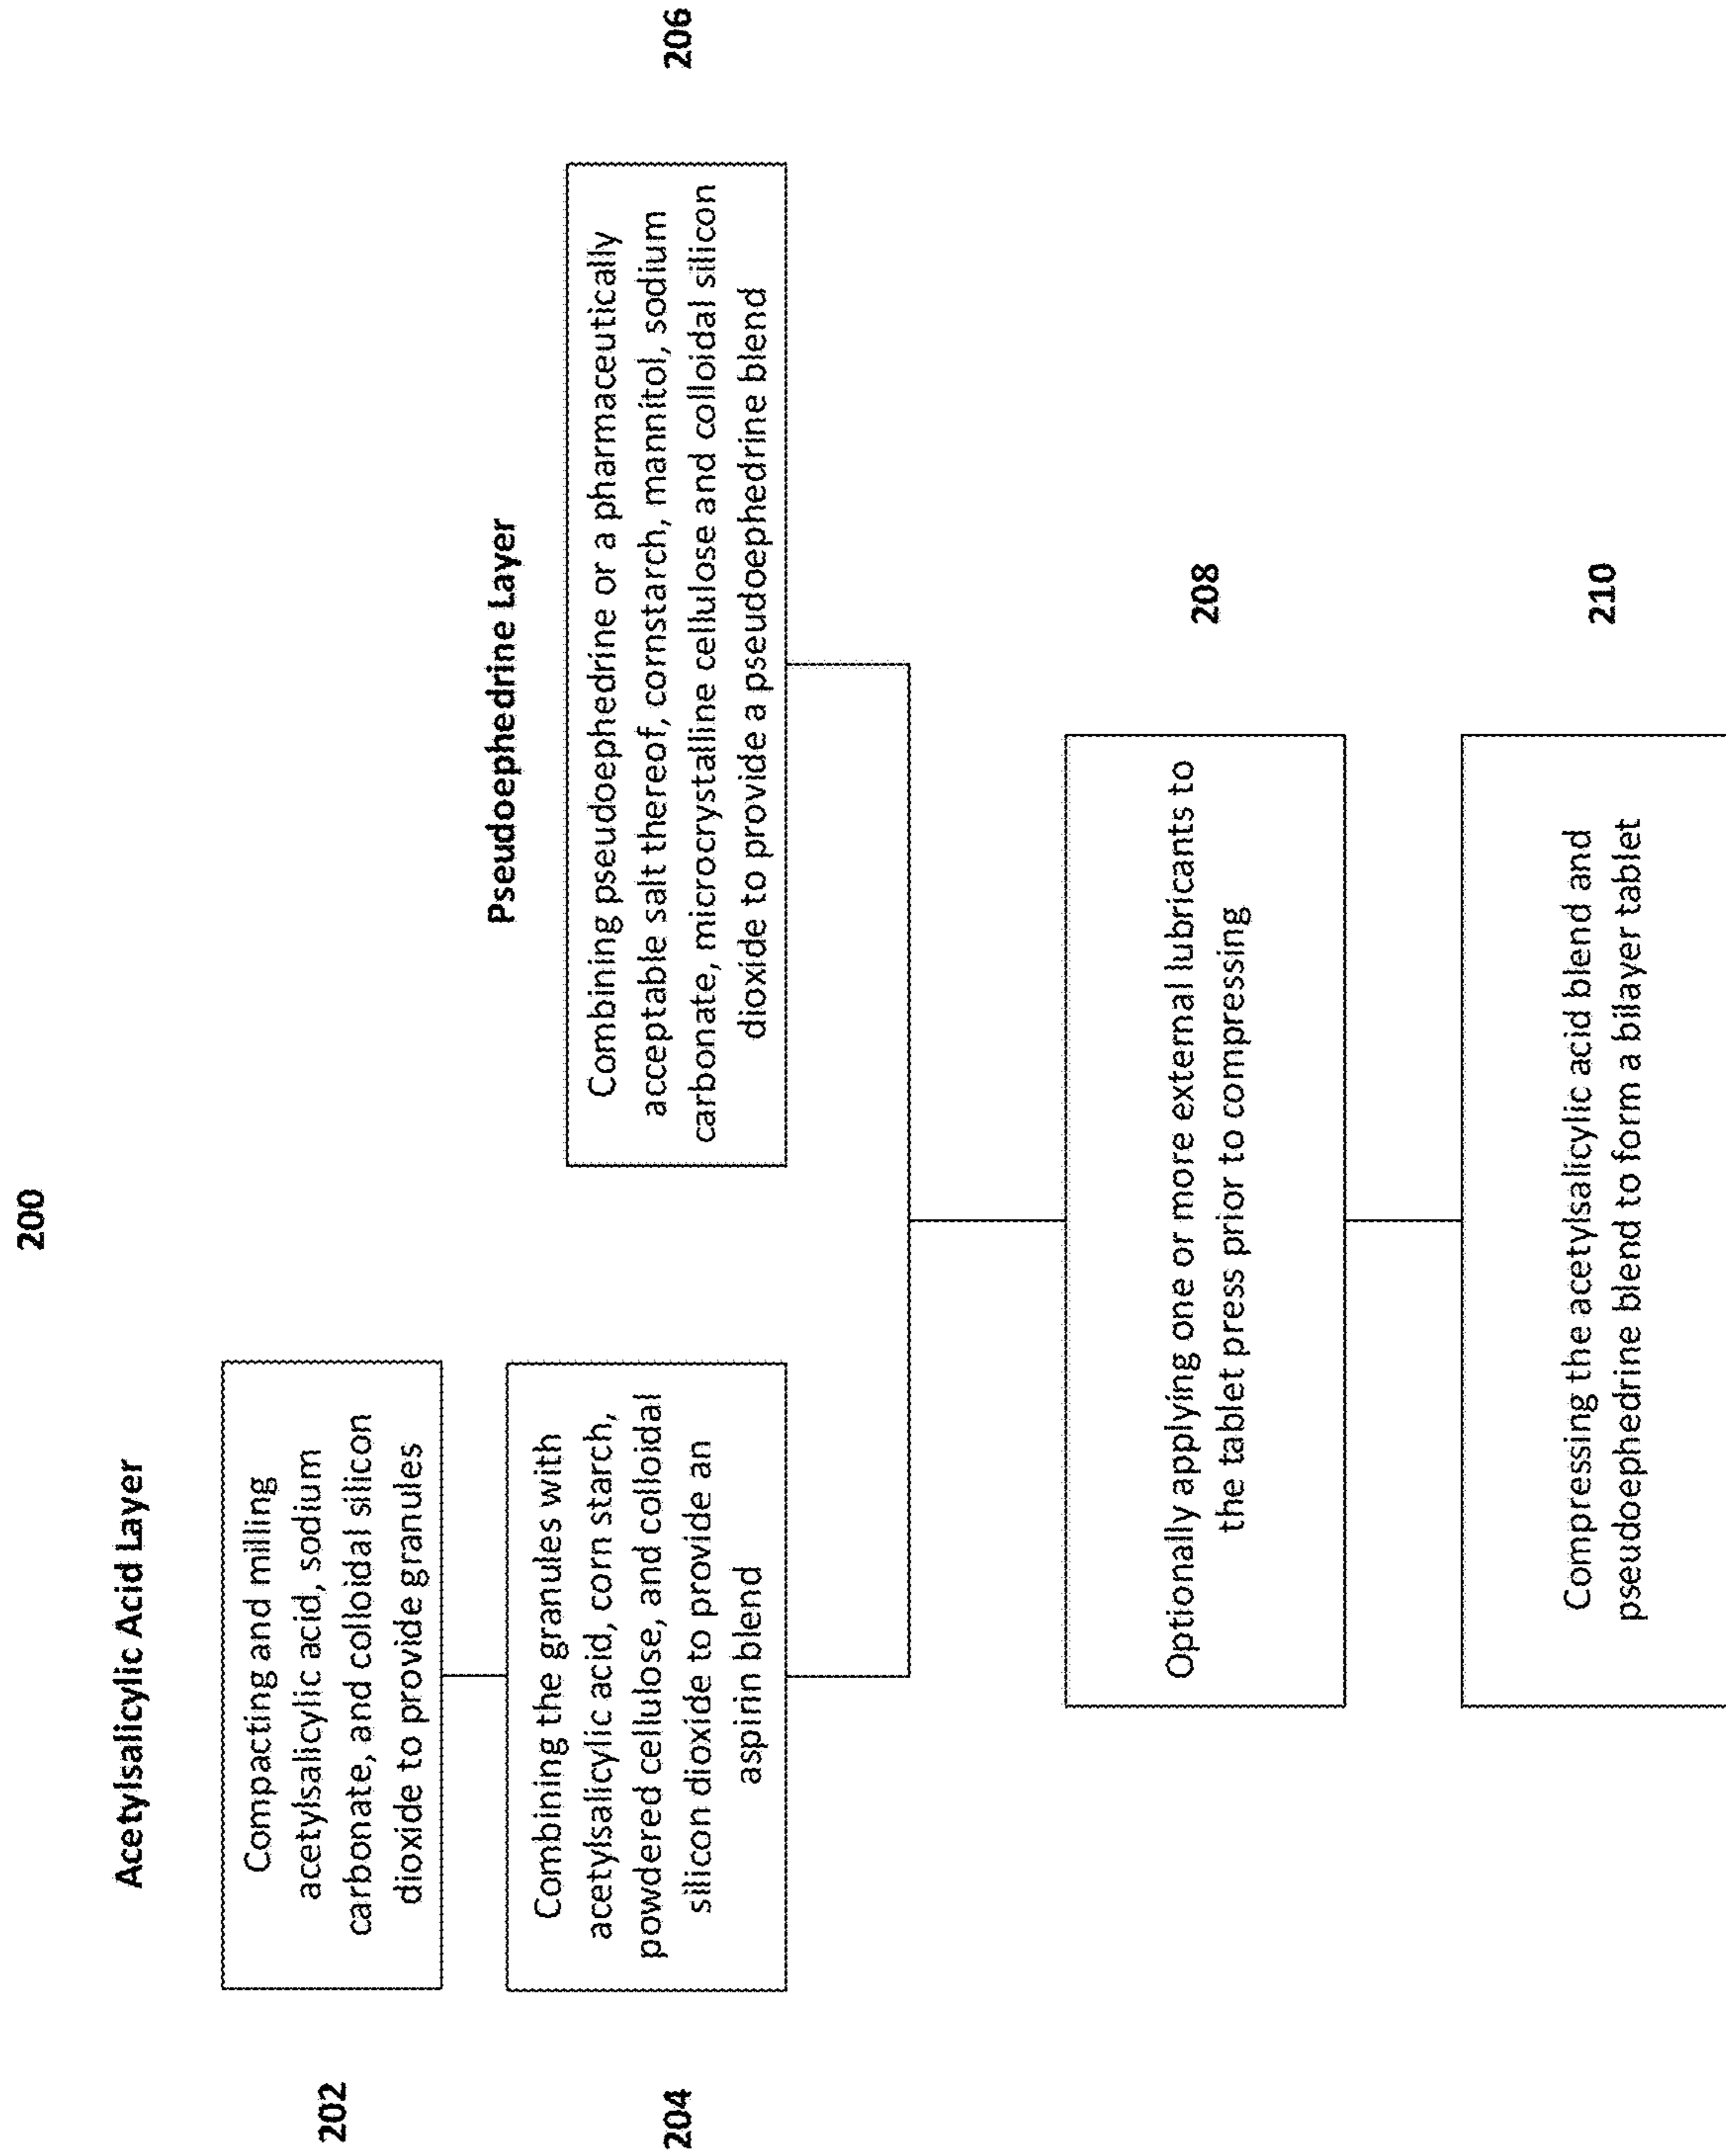 200
Acetylsalicylic Acid Layer
202
Compacting and milling
acetylsalicylic acid, sodium
carbonate, and colloidal silicon
dioxide to provide granules
204
Combining the granules with
acetylsalicylic acid, corn starch,
powdered cellulose, and colloidal
silicon dioxide to provide an
aspirin blend
Pseudoephedrine Layer
Combining pseudoephedrine or a pharmaceutically
acceptable salt thereof, cornstarch, mannitol, sodium
carbonate, microcrystalline cellulose and colloidal silicon
dioxide to provide a pseudoephedrine blend
206
Optionally applying one or more external lubricants to
the tablet press prior to compressing
208
Compressing the acetylsalicylic acid blend and
pseudoephedrine blend to form a bilayer tablet
210